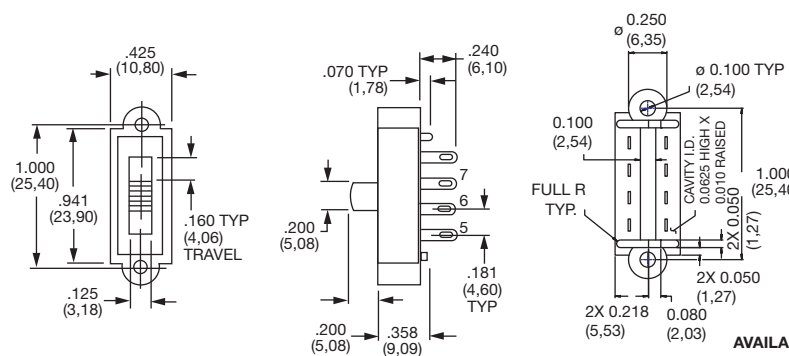 .425
(10,80)
1.000
(25,40)
.941
(23,90)
.160 TYP
(4,06)
TRAVEL
.125
(3,18)
.240
(6,10)
.070 TYP
(1,78)
7
6
5
.200
(5,08)
.181
(4,60)
TYP
.200
(5,08)
.358
(9,09)
ø 0.250
(6,35)
ø 0.100 TYP
(2,54)
0.100
(2,54)
CAVITY I.D.
0.0625 HIGH X
0.010 RAISED
FULL R
TYP.
1.000
(25,40
2X 0.050
(1,27)
2X 0.050
(1,27)
2X 0.218
(5,53)
0.080
(2,03)
AVAILA